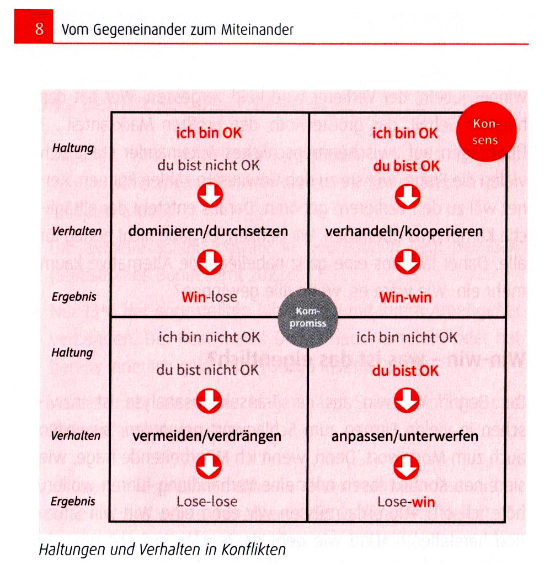 8 Vom Gegeneinander zum Miteinander
Kon-
sens
Haltung
ich bin OK
du bist nicht OK
ich bin OK
du bist OK
Verhalten
dominieren/durchsetzen
verhandeln/kooperieren
Ergebnis
Win-lose
Win-win
Kom-
promiss
Haltung
ich bin nicht OK
du bist nicht OK
ich bin nicht OK
du bist OK
Verhalten
vermeiden/verdrängen
anpassen/unterwerfen
Ergebnis
Lose-lose
Lose-win
Haltungen und Verhalten in Konflikten